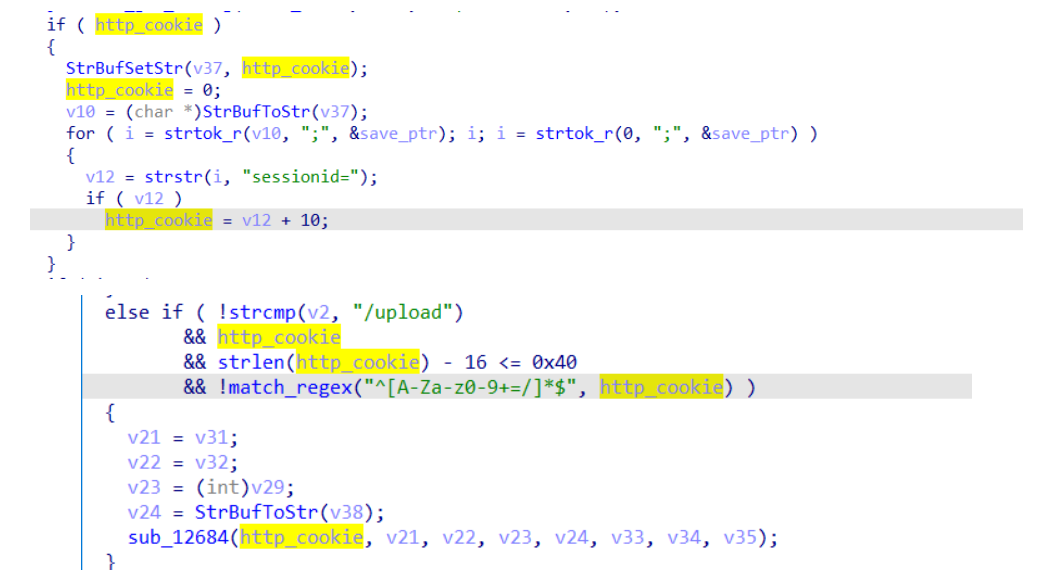 if ( http_cookie )
{
StrBufSetStr(v37, http_cookie);
http_cookie = 0;
v10 = (char *)StrBufToStr(v37);
for ( i = strtok_r(v10, ";", &save_ptr); i; i = strtok_r(0, ";", &save_ptr) )
{
v12 = strstr(i, "sessionid=");
if ( v12 )
http_cookie = v12 + 10;
}
}
else if ( !strcmp(v2, "/upload")
&& http_cookie
&& strlen(http_cookie) - 16 <= 0x40
&& !match_regex("^[A-Za-z0-9+=/]*$", http_cookie) )
{
v21 = v31;
v22 = v32;
v23 = (int)v29;
v24 = StrBufToStr(v38);
sub_12684(http_cookie, v21, v22, v23, v24, v33, v34, v35);
}